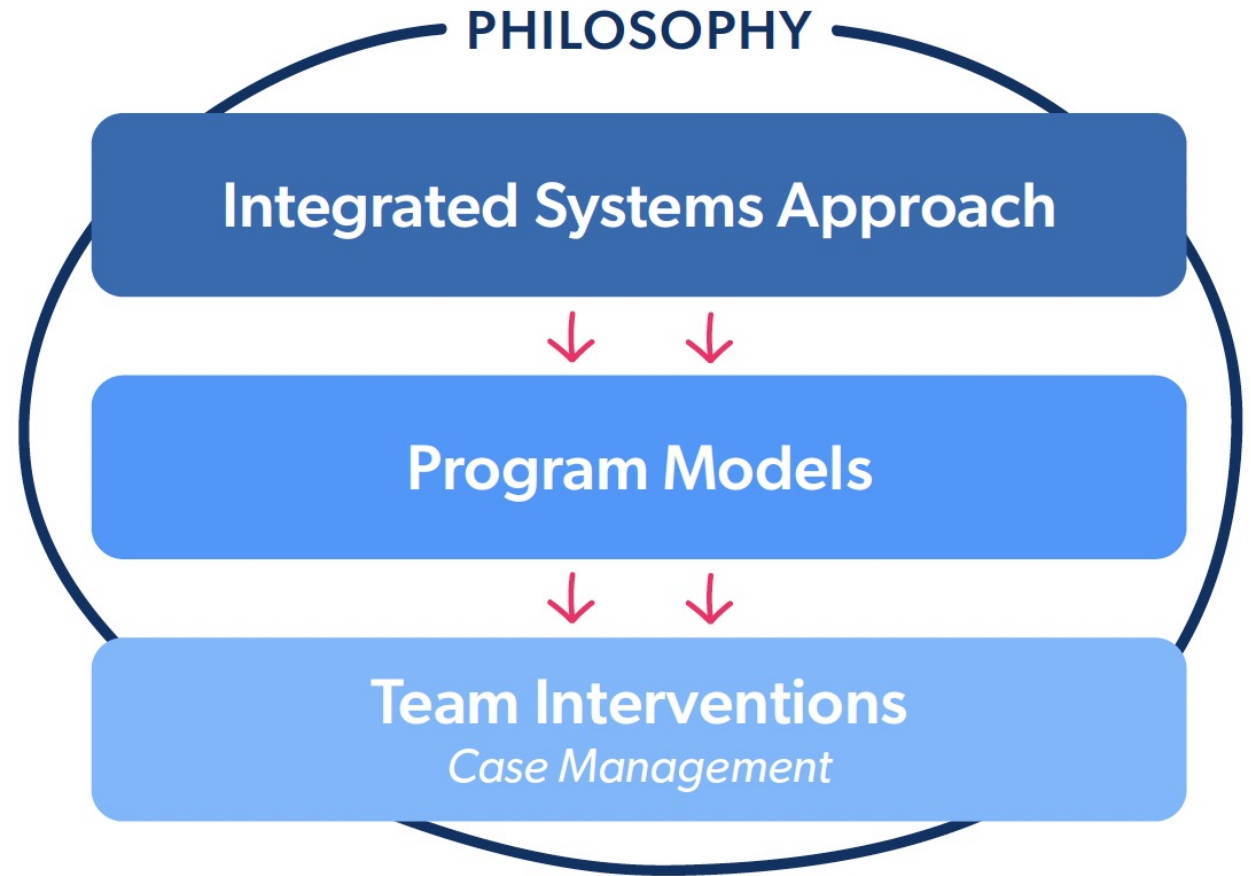 PHILOSOPHY
Integrated Systems Approach
Program Models
Team Interventions
Case Management